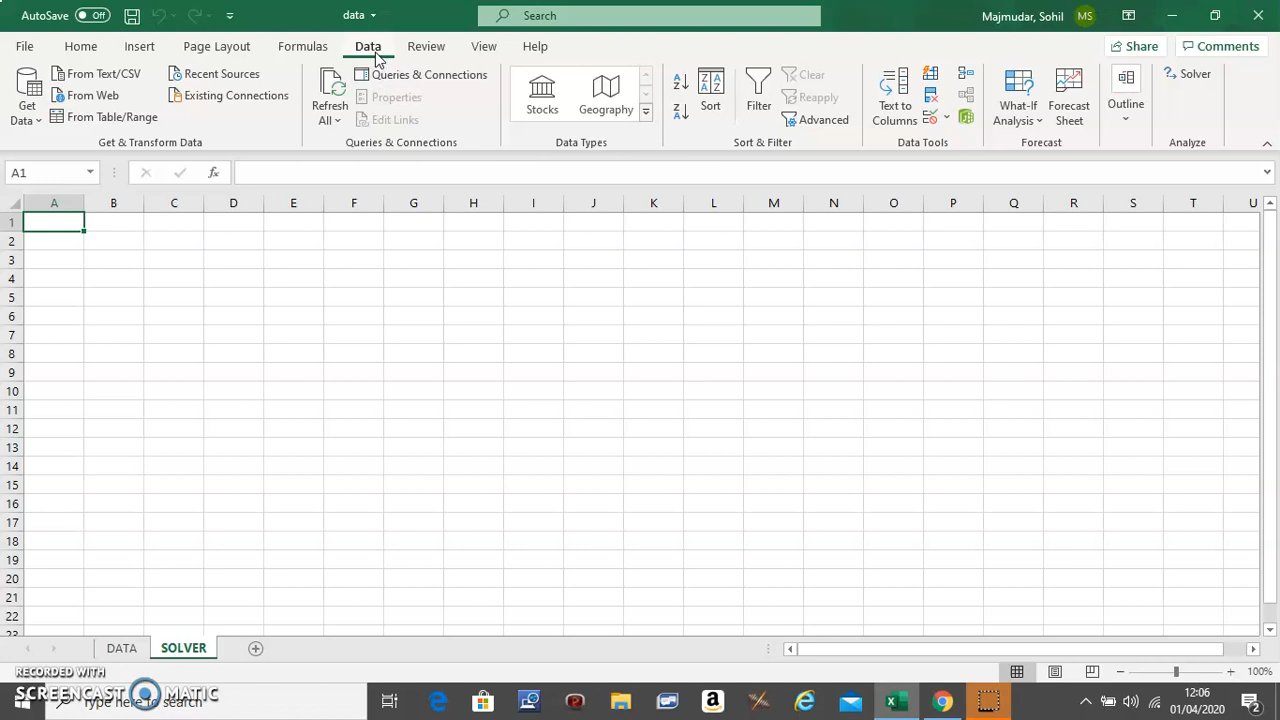 AutoSave Off data Search Majmudar, Sohil MS
File Home Insert Page Layout Formulas Data Review View Help Share Comments
Get Data
From Text/CSV
From Web
From Table/Range
Recent Sources
Existing Connections
Get & Transform Data
Refresh All
Queries & Connections
Properties
Edit Links
Queries & Connections
Stocks
Geography
Data Types
Sort
Filter
Clear
Reapply
Advanced
Sort & Filter
Text to Columns
Data Tools
What-If Analysis
Forecast Sheet
Forecast
Outline
Solver
Analyze
A1 fx
A B C D E F G H I J K L M N O P Q R S T U
1
2
3
4
5
6
7
8
9
10
11
12
13
14
15
16
17
18
19
20
21
22
23
DATA SOLVER
100%
RECORDED WITH
SCREENCAST MATIC
Type here to search
12:06
01/04/2020
2